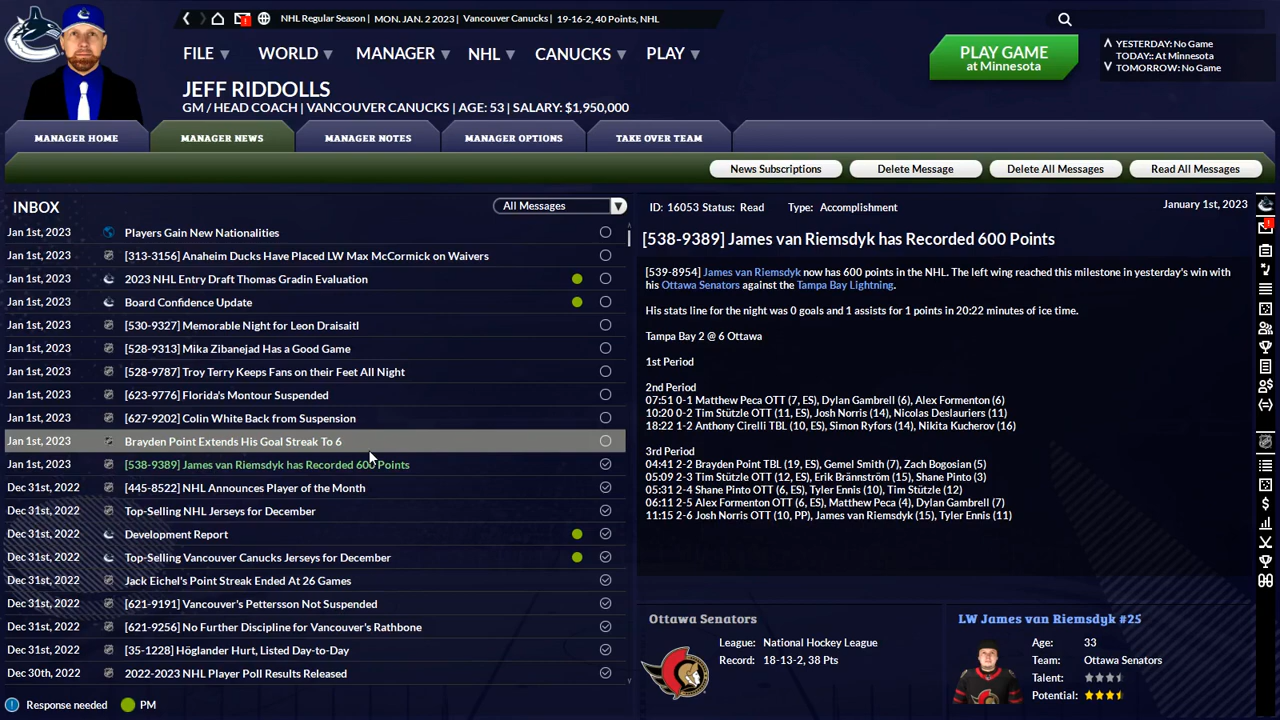 NHL Regular Season | MON. JAN. 2 2023 | Vancouver Canucks | 19-16-2, 40 Points, NHL
FILE WORLD MANAGER NHL CANUCKS PLAY
PLAY GAME
at Minnesota
YESTERDAY: No Game
TODAY:: At Minnesota
TOMORROW: No Game
JEFF RIDDOLLS
GM / HEAD COACH | VANCOUVER CANUCKS | AGE: 53 | SALARY: $1,950,000
MANAGER HOME MANAGER NEWS MANAGER NOTES MANAGER OPTIONS TAKE OVER TEAM
News Subscriptions Delete Message Delete All Messages Read All Messages
INBOX All Messages
Jan 1st, 2023 Players Gain New Nationalities
Jan 1st, 2023 [313-3156] Anaheim Ducks Have Placed LW Max McCormick on Waivers
Jan 1st, 2023 2023 NHL Entry Draft Thomas Gradin Evaluation
Jan 1st, 2023 Board Confidence Update
Jan 1st, 2023 [530-9327] Memorable Night for Leon Draisaitl
Jan 1st, 2023 [528-9313] Mika Zibanejad Has a Good Game
Jan 1st, 2023 [528-9787] Troy Terry Keeps Fans on their Feet All Night
Jan 1st, 2023 [623-9776] Florida's Montour Suspended
Jan 1st, 2023 [627-9202] Colin White Back from Suspension
Jan 1st, 2023 Brayden Point Extends His Goal Streak To 6
Jan 1st, 2023 [538-9389] James van Riemsdyk has Recorded 600 Points
Dec 31st, 2022 [445-8522] NHL Announces Player of the Month
Dec 31st, 2022 Top-Selling NHL Jerseys for December
Dec 31st, 2022 Development Report
Dec 31st, 2022 Top-Selling Vancouver Canucks Jerseys for December
Dec 31st, 2022 Jack Eichel's Point Streak Ended At 26 Games
Dec 31st, 2022 [621-9191] Vancouver's Pettersson Not Suspended
Dec 31st, 2022 [621-9256] No Further Discipline for Vancouver's Rathbone
Dec 31st, 2022 [35-1228] Höglander Hurt, Listed Day-to-Day
Dec 30th, 2022 2022-2023 NHL Player Poll Results Released
Response needed PM
ID: 16053 Status: Read Type: Accomplishment January 1st, 2023
[538-9389] James van Riemsdyk has Recorded 600 Points
[539-8954] James van Riemsdyk now has 600 points in the NHL. The left wing reached this milestone in yesterday's win with
his Ottawa Senators against the Tampa Bay Lightning.
His stats line for the night was 0 goals and 1 assists for 1 points in 20:22 minutes of ice time.
Tampa Bay 2 @ 6 Ottawa
1st Period
2nd Period
07:51 0-1 Matthew Peca OTT (7, ES), Dylan Gambrell (6), Alex Formenton (6)
10:20 0-2 Tim Stützle OTT (11, ES), Josh Norris (14), Nicolas Deslauriers (11)
18:22 1-2 Anthony Cirelli TBL (10, ES), Simon Ryfors (14), Nikita Kucherov (16)
3rd Period
04:41 2-2 Brayden Point TBL (19, ES), Gemel Smith (7), Zach Bogosian (5)
05:09 2-3 Tim Stützle OTT (12, ES), Erik Brännström (15), Shane Pinto (3)
05:31 2-4 Shane Pinto OTT (6, ES), Tyler Ennis (10), Tim Stützle (12)
06:11 2-5 Alex Formenton OTT (6, ES), Matthew Peca (4), Dylan Gambrell (7)
11:15 2-6 Josh Norris OTT (10, PP), James van Riemsdyk (15), Tyler Ennis (11)
Ottawa Senators
League: National Hockey League
Record: 18-13-2, 38 Pts
LW James van Riemsdyk #25
Age: 33
Team: Ottawa Senators
Talent:
Potential: